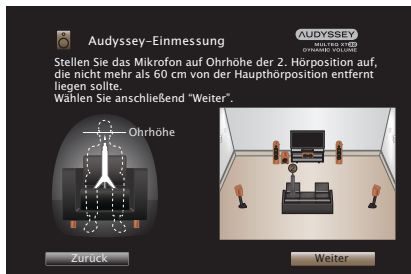 Audyssey-Einmessung
AUDYSSEY
MULTEQ XT32
DYNAMIC VOLUME
Stellen Sie das Mikrofon auf Ohrhöhe der 2. Hörposition auf,
die nicht mehr als 60 cm von der Haupthörposition entfernt
liegen sollte.
Wählen Sie anschließend “Weiter”.
Ohrhöhe
Zurück
Weiter